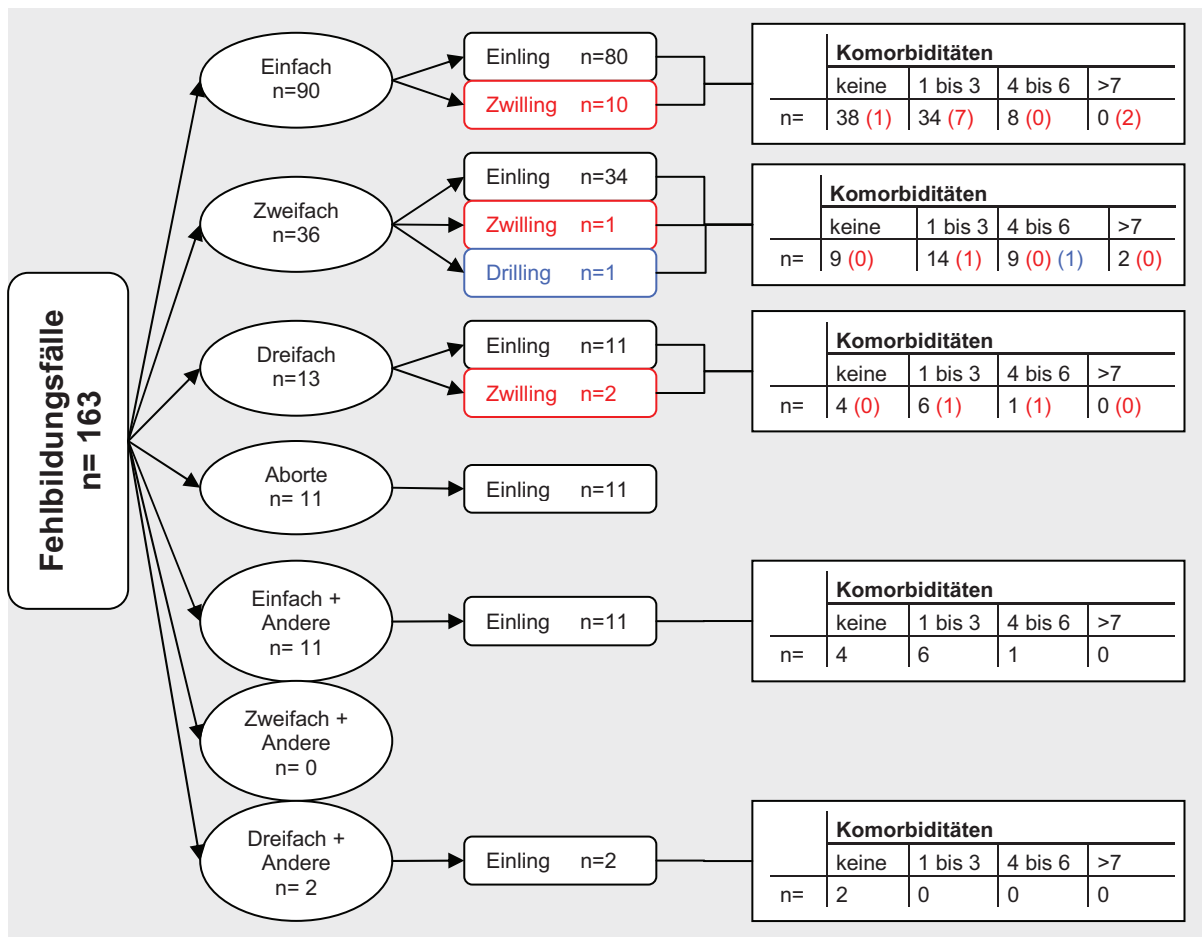 Fehlbildungsfälle
n= 163
Einfach
n=90
Einling n=80
Zwilling n=10
Komorbiditäten
keine 1 bis 3 4 bis 6 >7
n= 38 (1) 34 (7) 8 (0) 0 (2)
Zweifach
n=36
Einling n=34
Zwilling n=1
Drilling n=1
Komorbiditäten
keine 1 bis 3 4 bis 6 >7
n= 9 (0) 14 (1) 9 (0) (1) 2 (0)
Dreifach
n=13
Einling n=11
Zwilling n=2
Komorbiditäten
keine 1 bis 3 4 bis 6 >7
n= 4 (0) 6 (1) 1 (1) 0 (0)
Aborte
n= 11
Einling n=11
Einfach +
Andere
n= 11
Einling n=11
Komorbiditäten
keine 1 bis 3 4 bis 6 >7
n= 4 6 1 0
Zweifach +
Andere
n= 0
Dreifach +
Andere
n= 2
Einling n=2
Komorbiditäten
keine 1 bis 3 4 bis 6 >7
n= 2 0 0 0